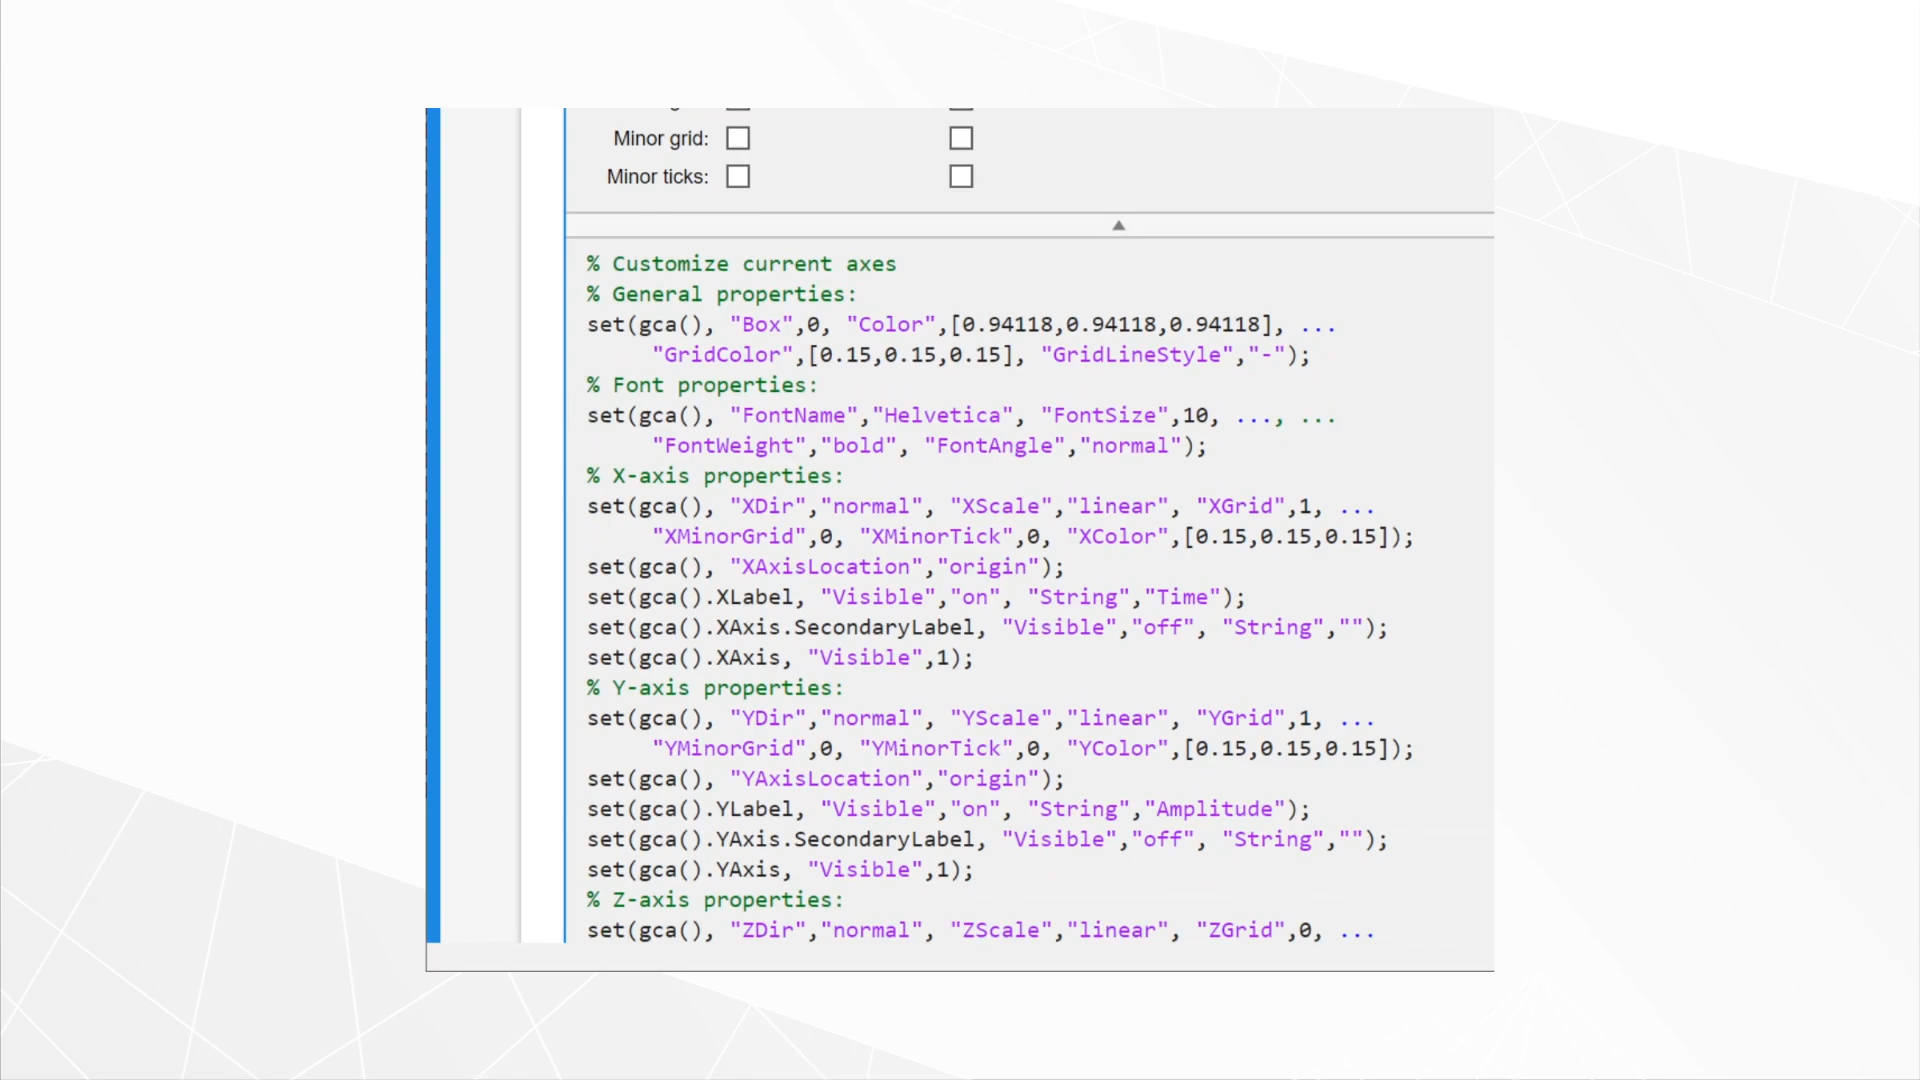 Minor grid:
Minor ticks:
% Customize current axes
% General properties:
set(gca(), "Box",0, "Color",[0.94118,0.94118,0.94118], ...
"GridColor",[0.15,0.15,0.15], "GridLineStyle","-");
% Font properties:
set(gca(), "FontName","Helvetica", "FontSize",10, ..., ...
"FontWeight","bold", "FontAngle","normal");
% X-axis properties:
set(gca(), "XDir","normal", "XScale","linear", "XGrid",1, ...
"XMinorGrid",0, "XMinorTick",0, "XColor",[0.15,0.15,0.15]);
set(gca(), "XAxisLocation","origin");
set(gca().XLabel, "Visible","on", "String","Time");
set(gca().XAxis.SecondaryLabel, "Visible","off", "String","");
set(gca().XAxis, "Visible",1);
% Y-axis properties:
set(gca(), "YDir","normal", "YScale","linear", "YGrid",1, ...
"YMinorGrid",0, "YMinorTick",0, "YColor",[0.15,0.15,0.15]);
set(gca(), "YAxisLocation","origin");
set(gca().YLabel, "Visible","on", "String","Amplitude");
set(gca().YAxis.SecondaryLabel, "Visible","off", "String","");
set(gca().YAxis, "Visible",1);
% Z-axis properties:
set(gca(), "ZDir","normal", "ZScale","linear", "ZGrid",0, ...